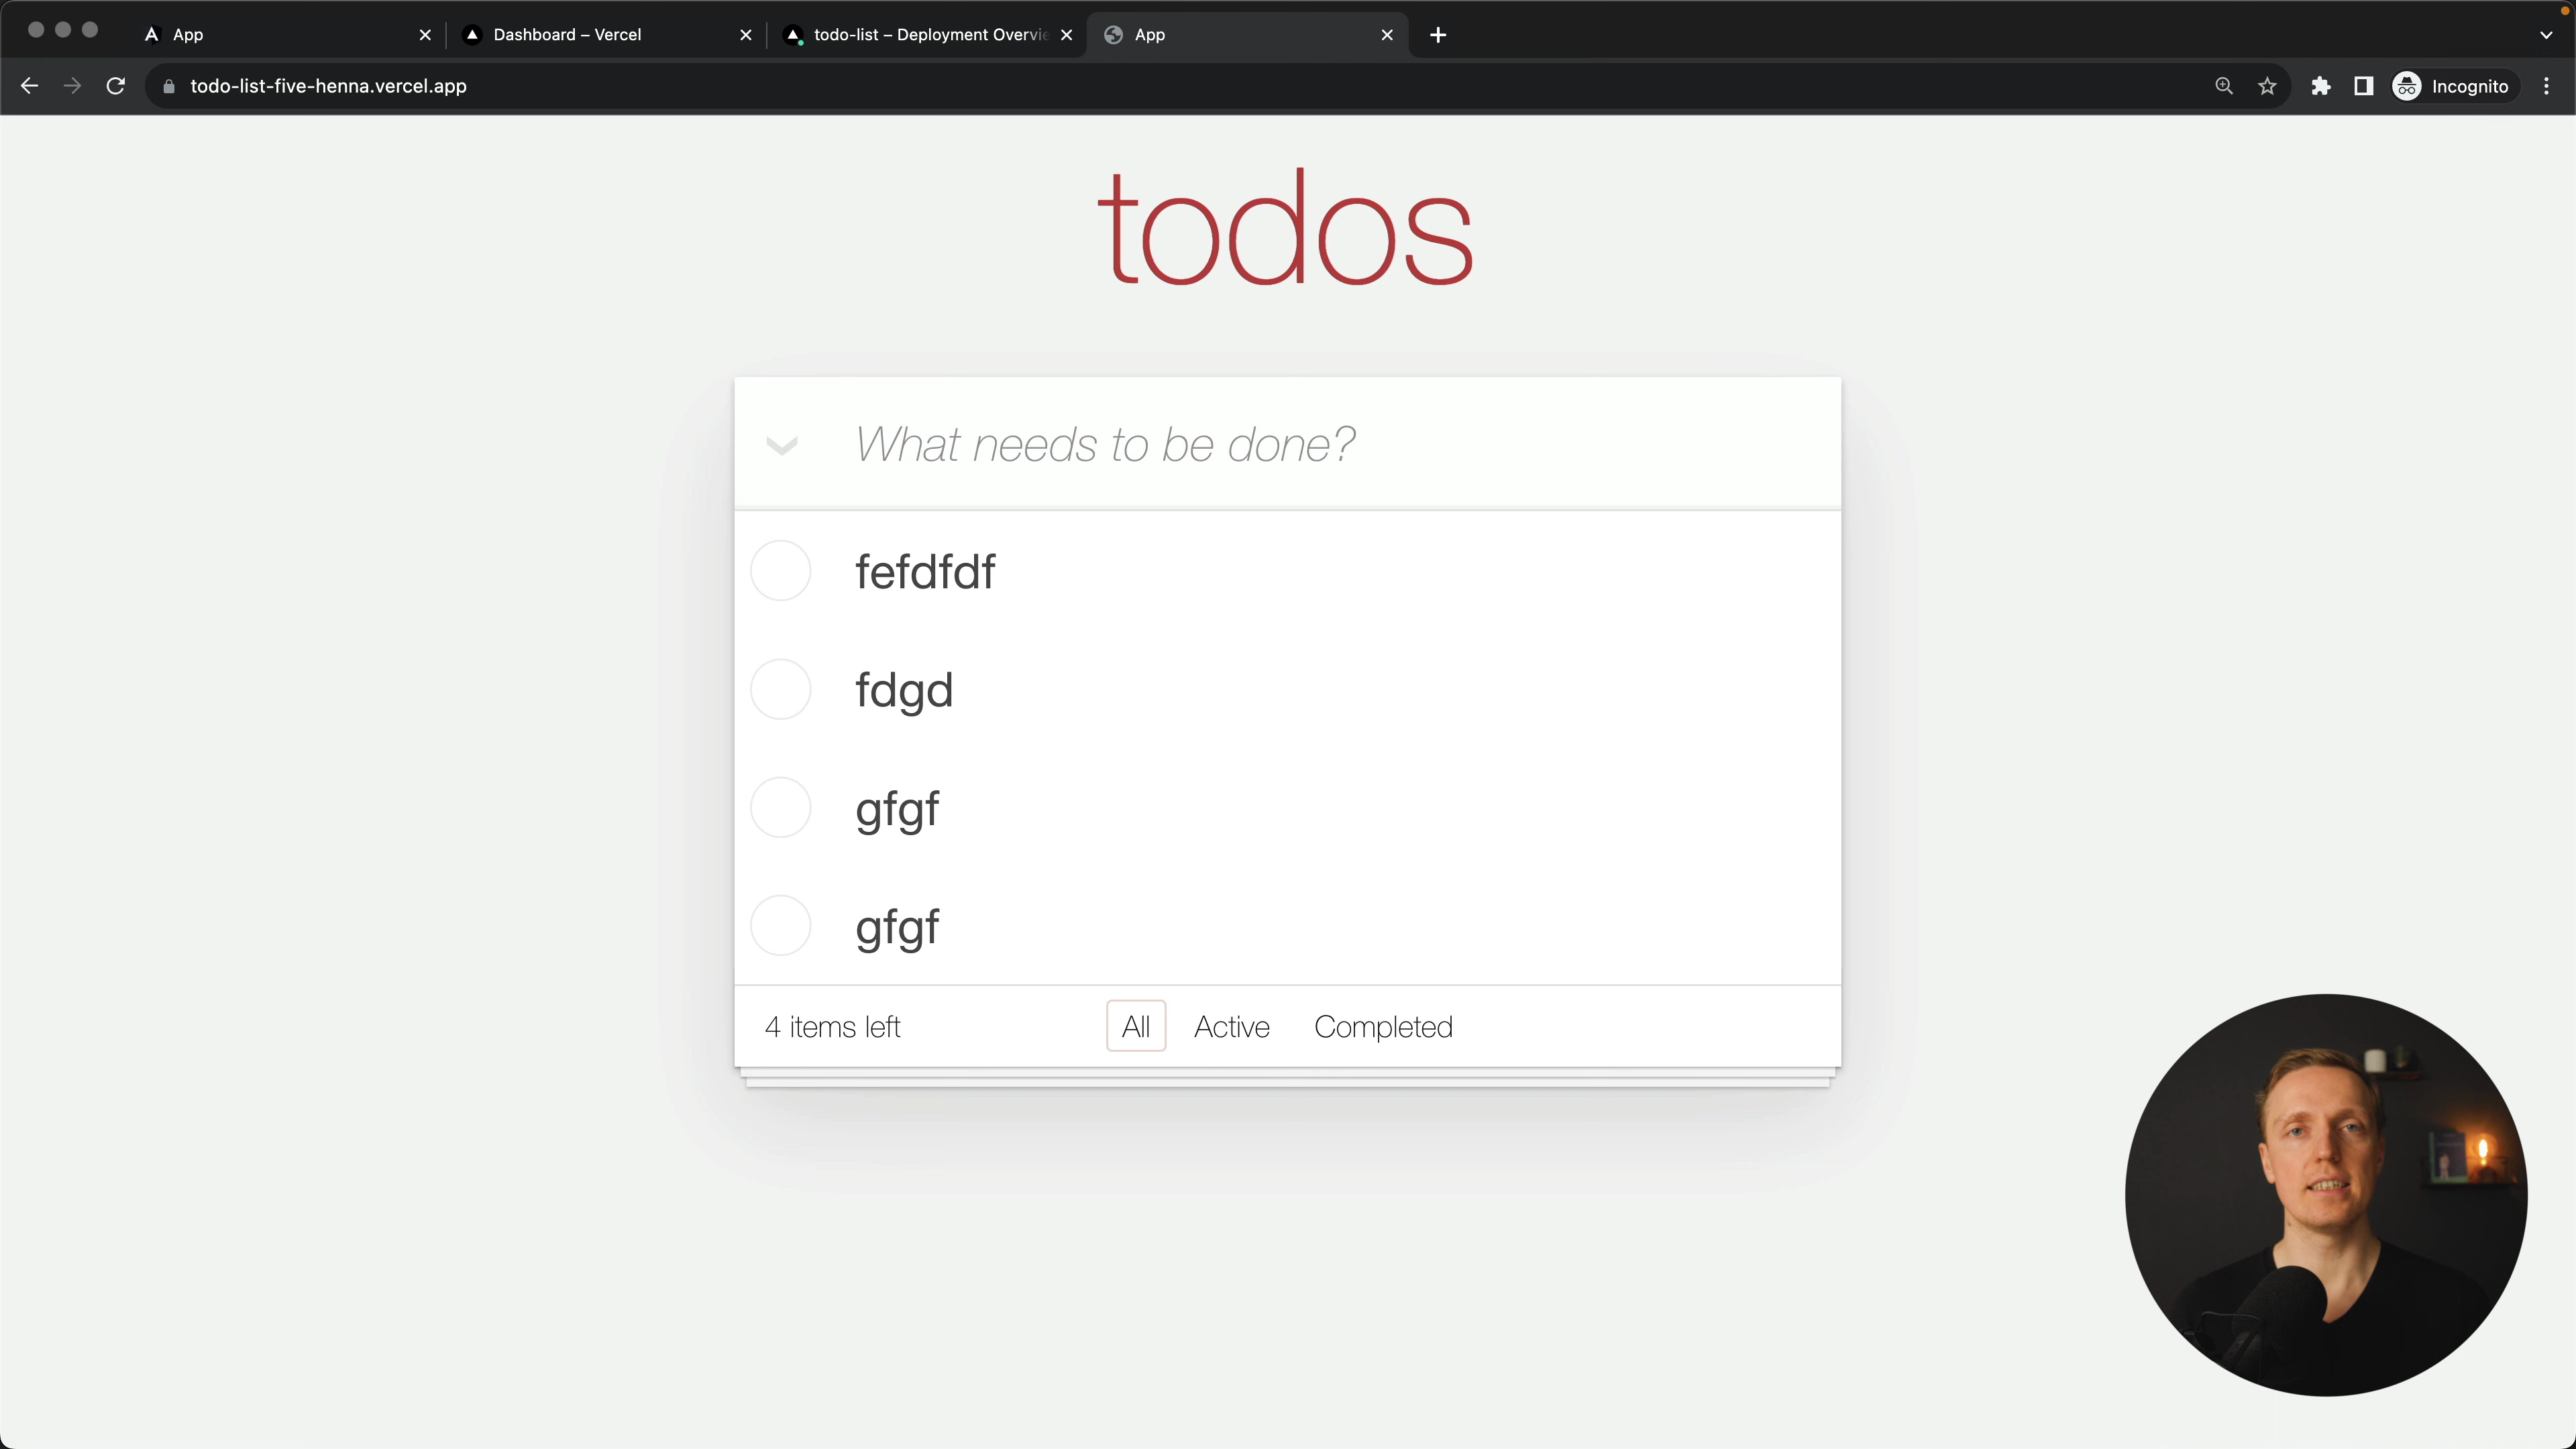 App
Dashboard – Vercel
todo-list – Deployment Overvie
App
todo-list-five-henna.vercel.app
Incognito
todos
What needs to be done?
fefdfdf
fdgd
gfgf
gfgf
4 items left
All
Active
Completed